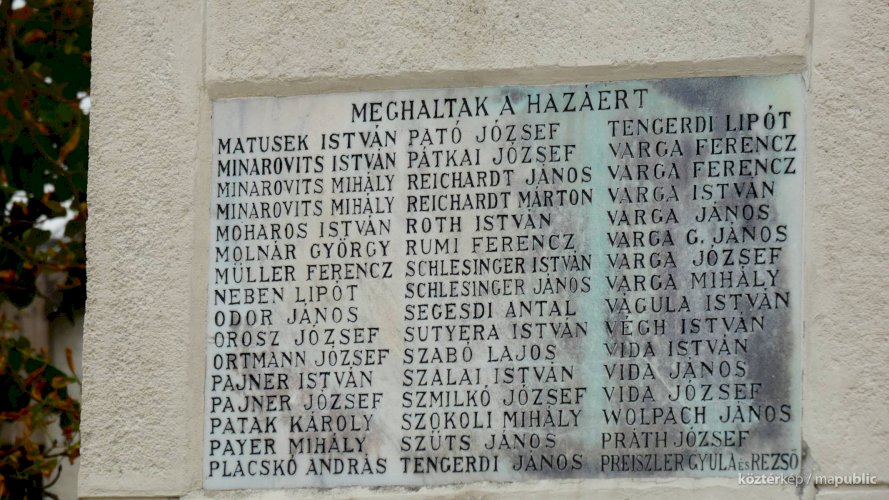 MEGHALTAK A HAZÁÉRT
MATUSEK ISTVÁN
MINAROVITS ISTVÁN
MINAROVITS MIHÁLY
MINAROVITS MIHÁLY
MOHAROS ISTVÁN
MOLNÁR GYÖRGY
MÜLLER FERENCZ
NEBEN LIPÓT
ODOR JÁNOS
OROSZ JÓZSEF
ORTMANN JÓZSEF
PAJNER ISTVÁN
PAJNER JÓZSEF
PATAK KÁROLY
PAYER MIHÁLY
PLACSKÓ ANDRÁS
PATÓ JÓZSEF
PÁTKAI JÓZSEF
REICHARDT JÁNOS
REICHARDT MÁRTON
ROTH ISTVÁN
RUMI FERENCZ
SCHLESINGER ISTVÁN
SCHLESINGER JÁNOS
SEGESDI ANTAL
SUTYERA ISTVÁN
SZABÓ LAJOS
SZALAI ISTVÁN
SZMILKÓ JÓZSEF
SZOKOLI MIHÁLY
SZÜTS JÁNOS
TENGERDI JÁNOS
TENGERDI LIPÓT
VARGA FERENCZ
VARGA FERENCZ
VARGA ISTVÁN
VARGA JÁNOS
VARGA G. JÁNOS
VARGA JÓZSEF
VARGA MIHÁLY
VÁGULA ISTVÁN
VÉGH ISTVÁN
VIDA ISTVÁN
VIDA JÁNOS
VIDA JÓZSEF
WOLPACH JÁNOS
PRÁTH JÓZSEF
PREISZLER GYULA ÉS REZSŐ
köztérkép / mapublic